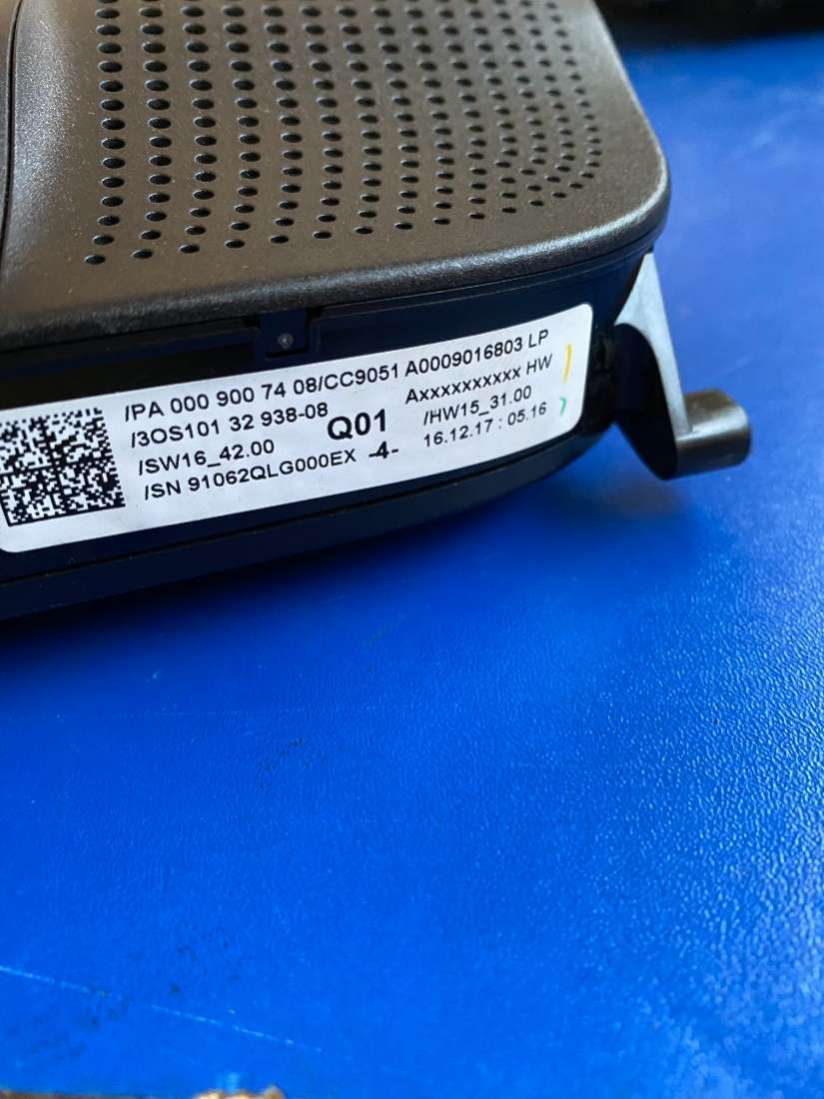 /PA 000 900 74 08/CC9051 A0009016803 LP
/3OS101 32 938-08 Q01 Axxxxxxxxxx HW
/SW16_42.00 /HW15_31.00
/SN 91062QLG000EX -4- 16.12.17 : 05.16